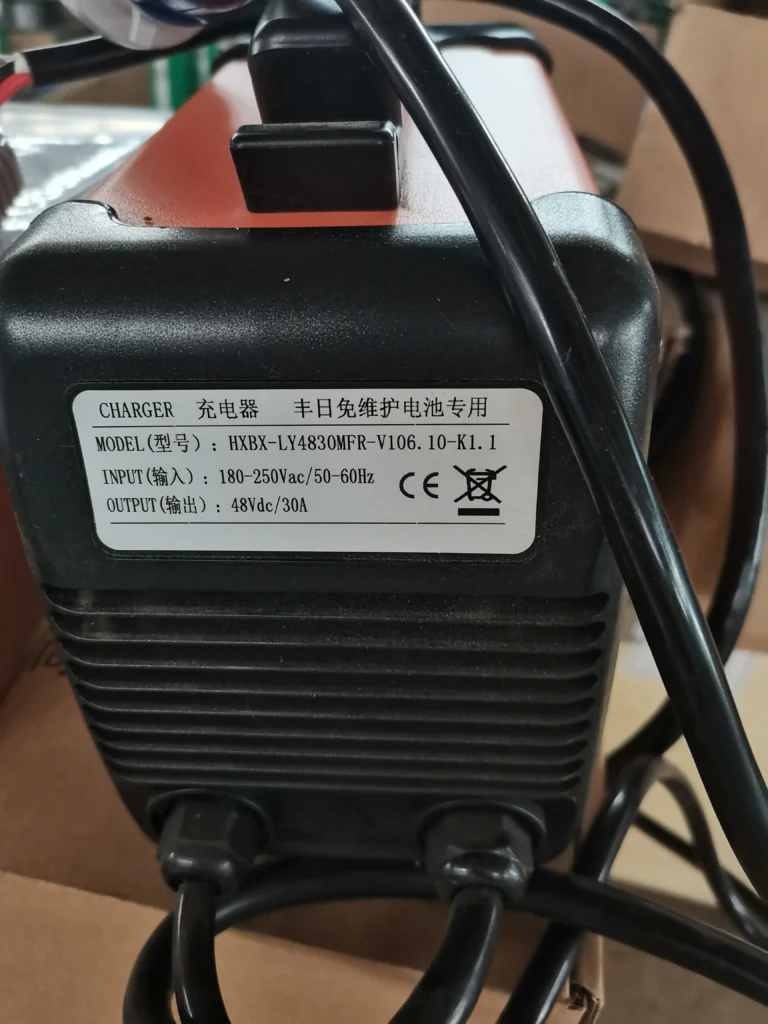 CHARGER 充电器 丰日免维护电池专用
MODEL(型号): HXBX-LY4830MFR-V106.10-K1.1
INPUT(输入): 180-250Vac/50-60Hz
OUTPUT(输出): 48Vdc/30A
CE